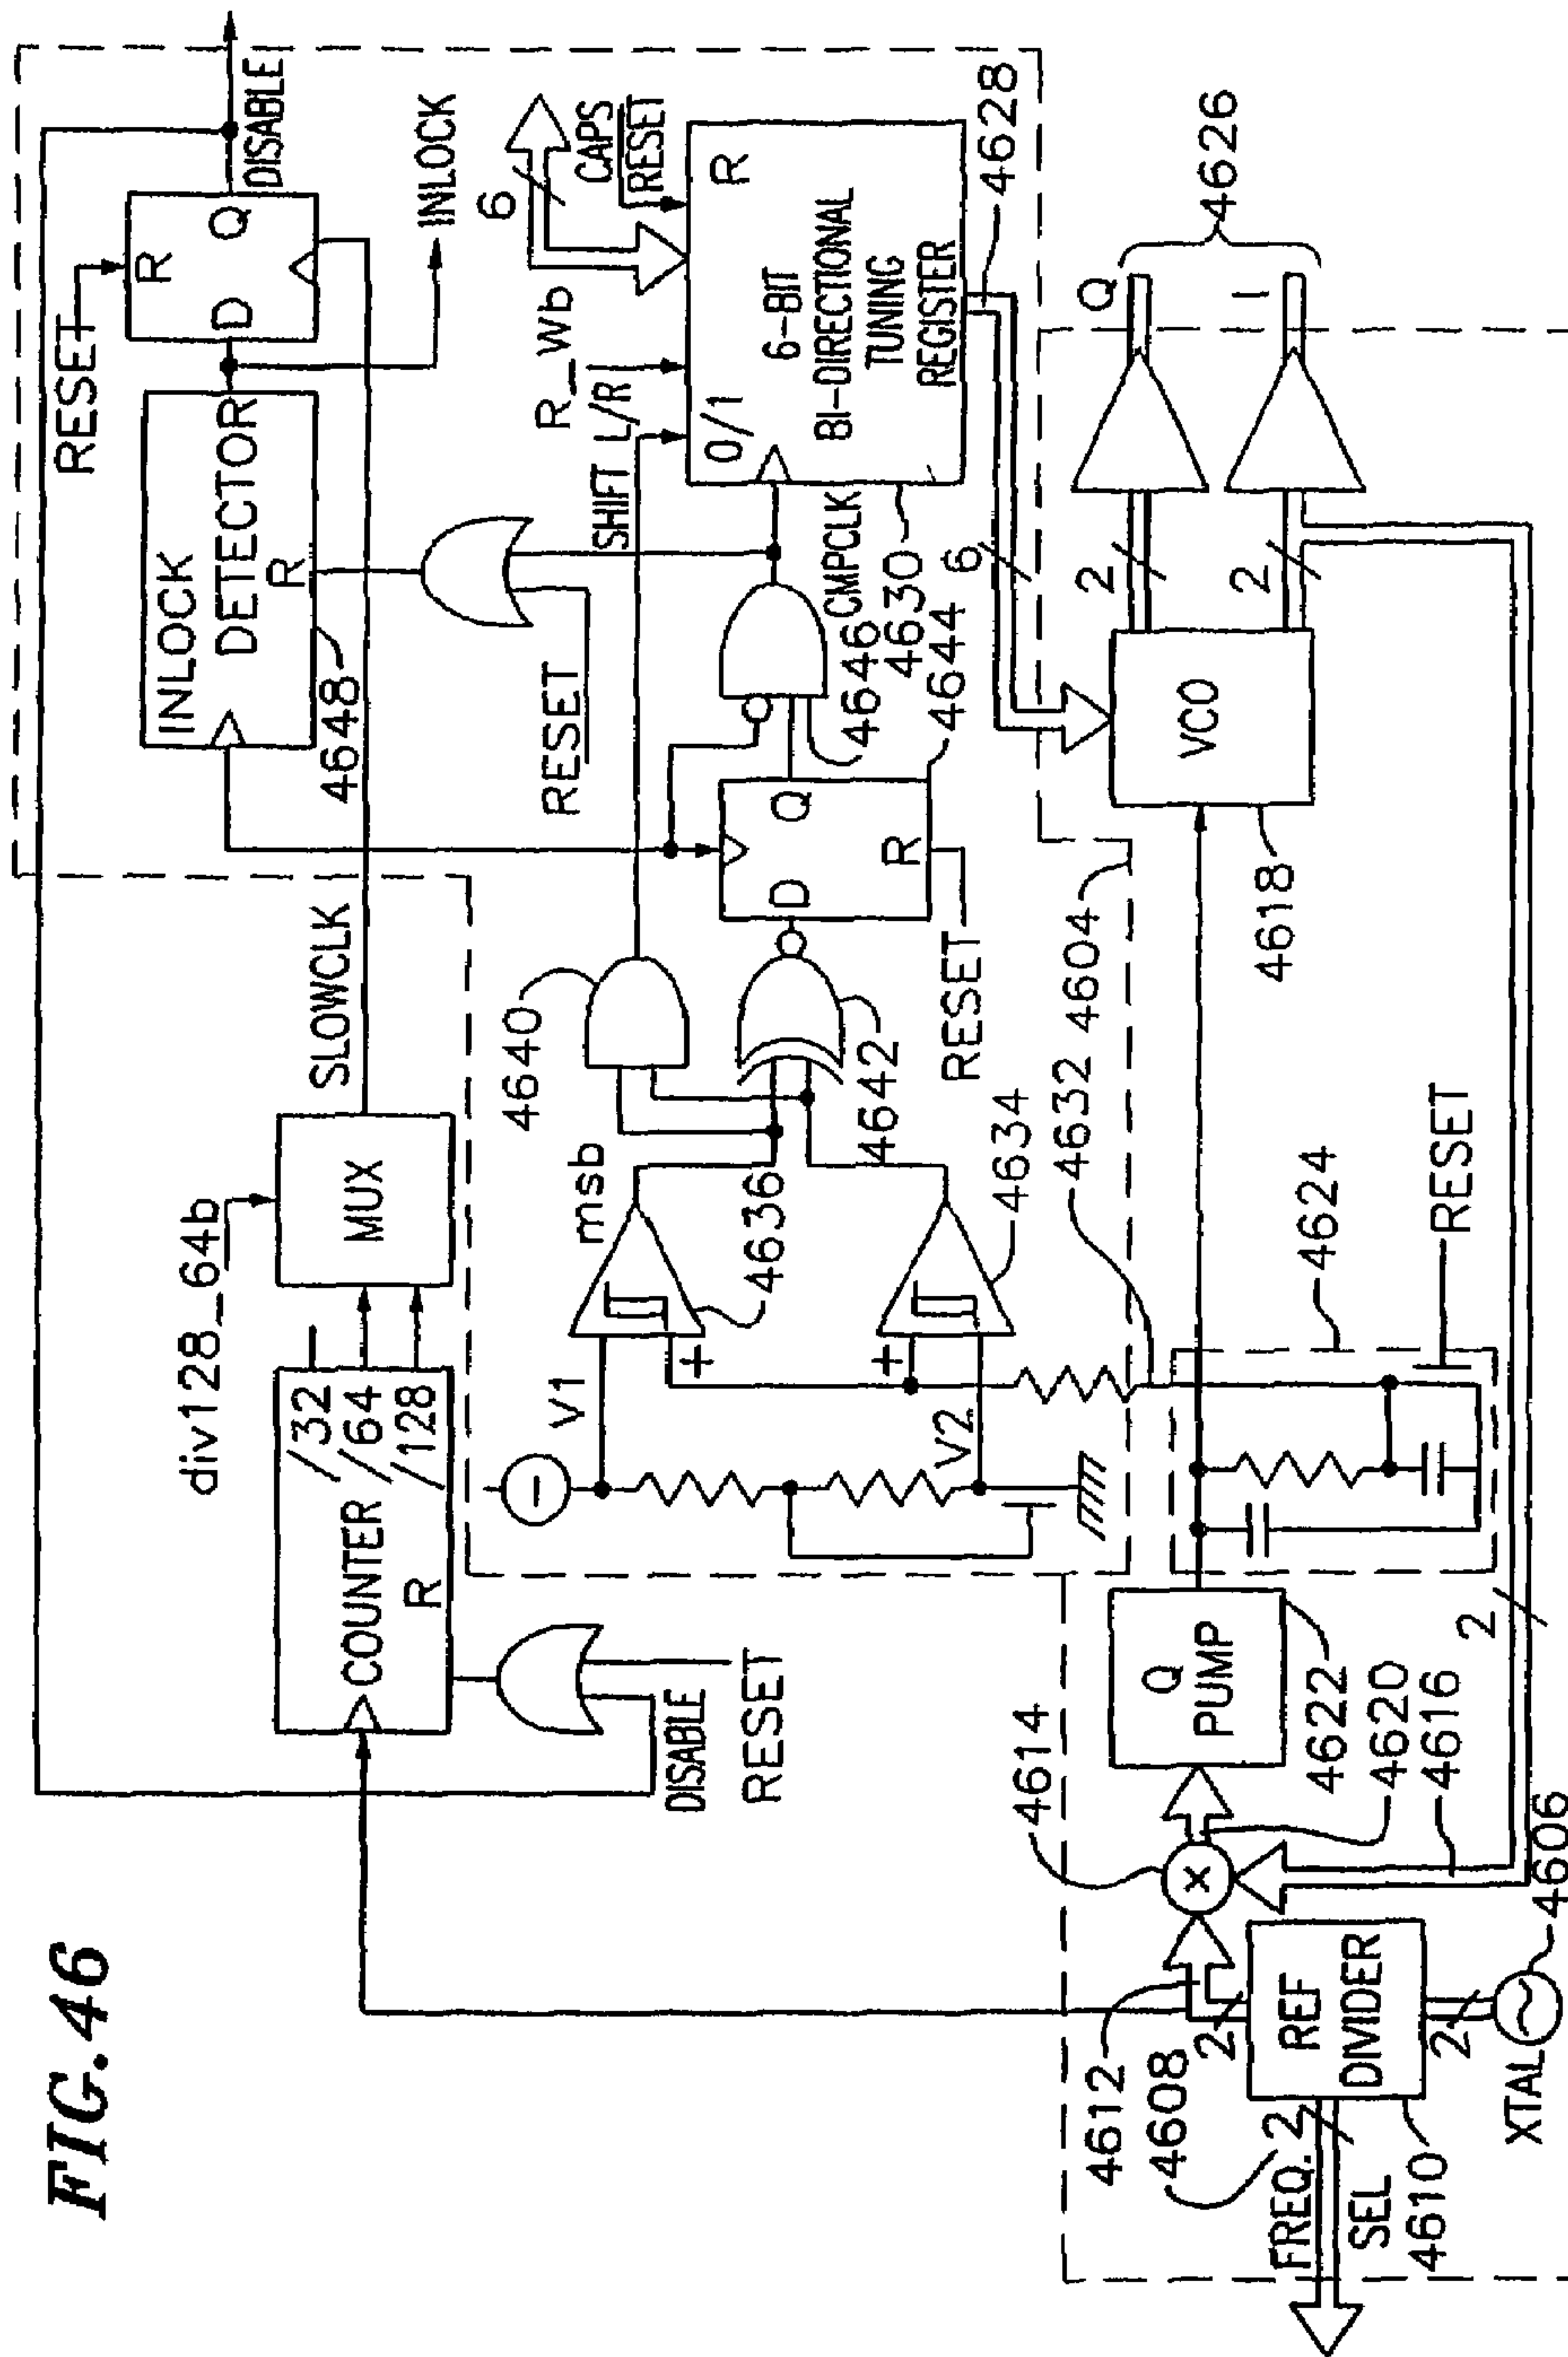 FIG. 46
div128_64b
COUNTER
/32
/64
/128
R
MUX
SLOWCLK
DISABLE
RESET
INLOCK
DETECTOR
R
R
4648
RESET
D
R
Q
DISABLE
INLOCK
RESET
V1
V2
+
+
msb
4636
4634
4640
4642
D
Q
R
RESET
4644
4646
CMPCLK
4630
SHIFT L/R
R_Wb
6
CAPS
RESET
0/1
R
6-BIT
BI-DIRECTIONAL
TUNING
REGISTER
4628
6
4632
4604
4612
4608
2
FREQ.
SEL
2
4610
REF
DIVIDER
2
XTAL
4606
4614
X
4616
4620
4622
Q
PUMP
2
4624
RESET
VCO
4618
2
2
Q
I
4626